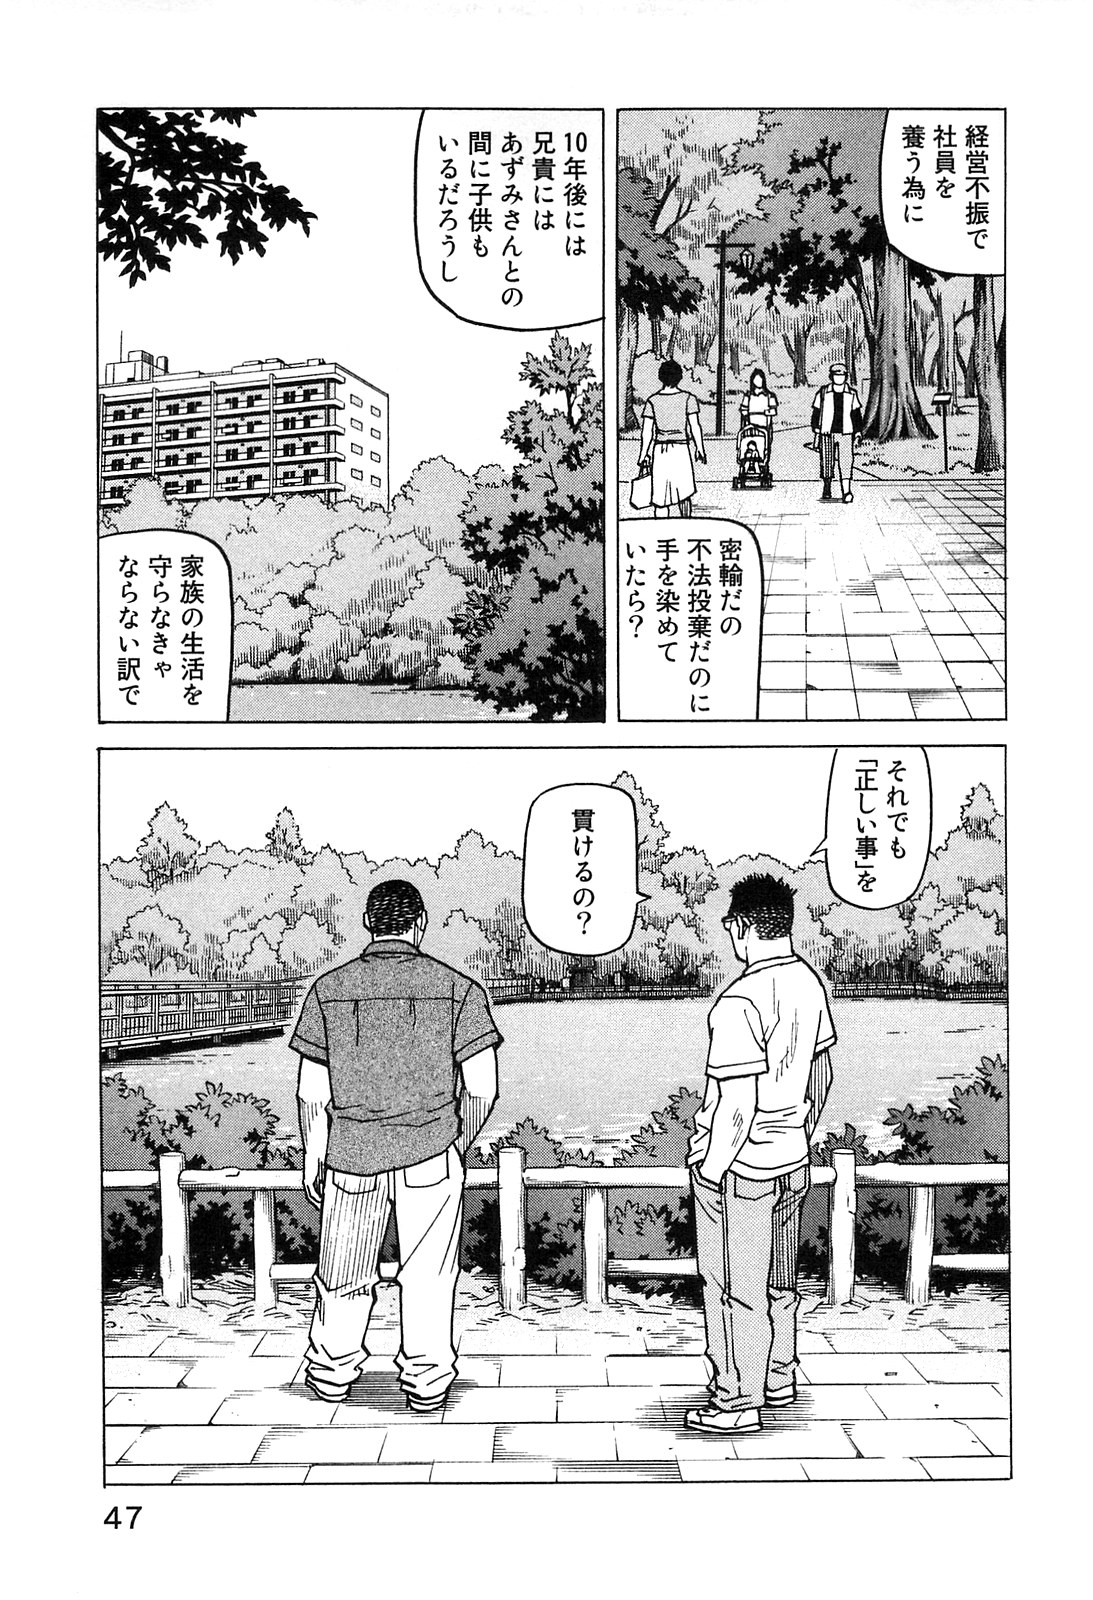 経営不振で
社員を
養う為に
密輸だの
不法投棄だのに
手を染めて
いたら？
10年後には
兄貴には
あずみさんとの
間に子供も
いるだろうし
家族の生活を
守らなきゃ
ならない訳で
それでも
「正しい事」を
貫けるの？
47